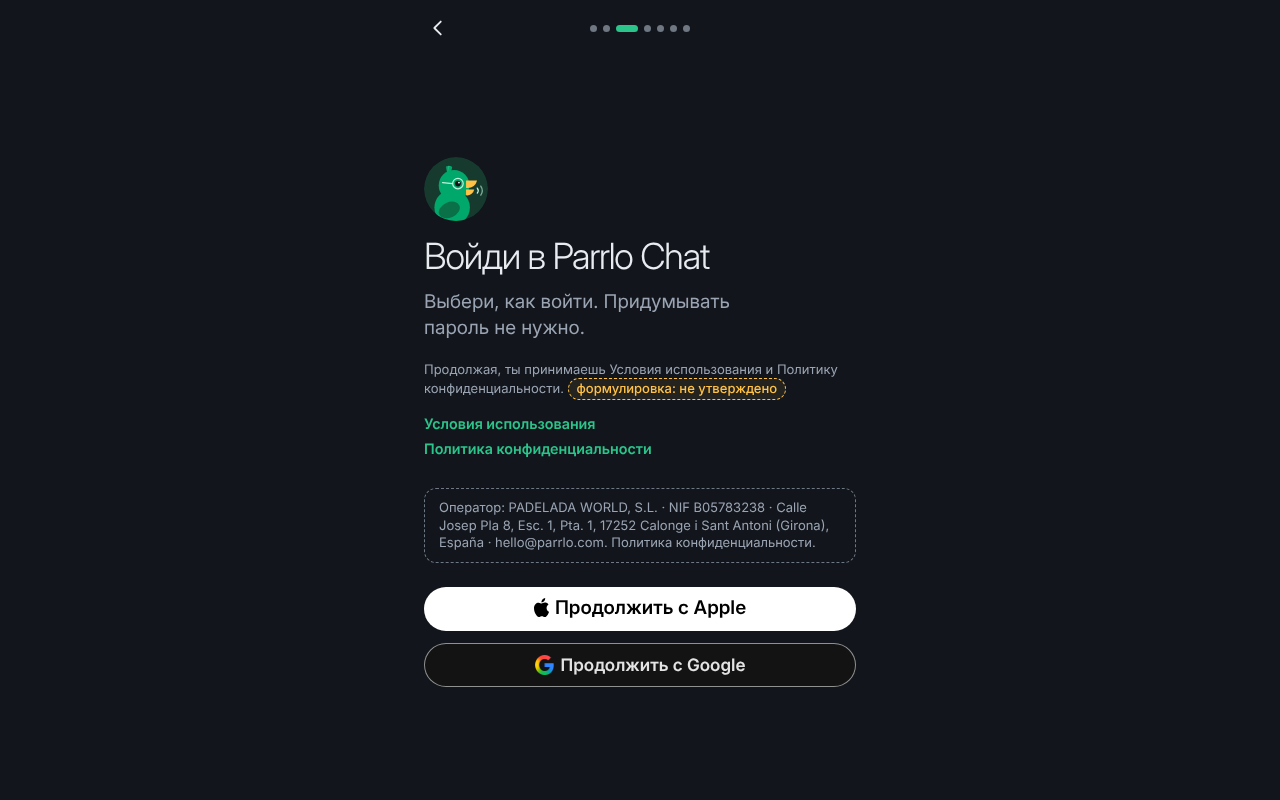 Войди в Parrlo Chat
Выбери, как войти. Придумывать
пароль не нужно.
Продолжая, ты принимаешь Условия использования и Политику
конфиденциальности. формулировка: не утверждено
Условия использования
Политика конфиденциальности
Оператор: PADELADA WORLD, S.L. · NIF B05783238 · Calle
Josep Pla 8, Esc. 1, Pta. 1, 17252 Calonge i Sant Antoni (Girona),
España · hello@parrlo.com. Политика конфиденциальности.
Продолжить с Apple
Продолжить с Google